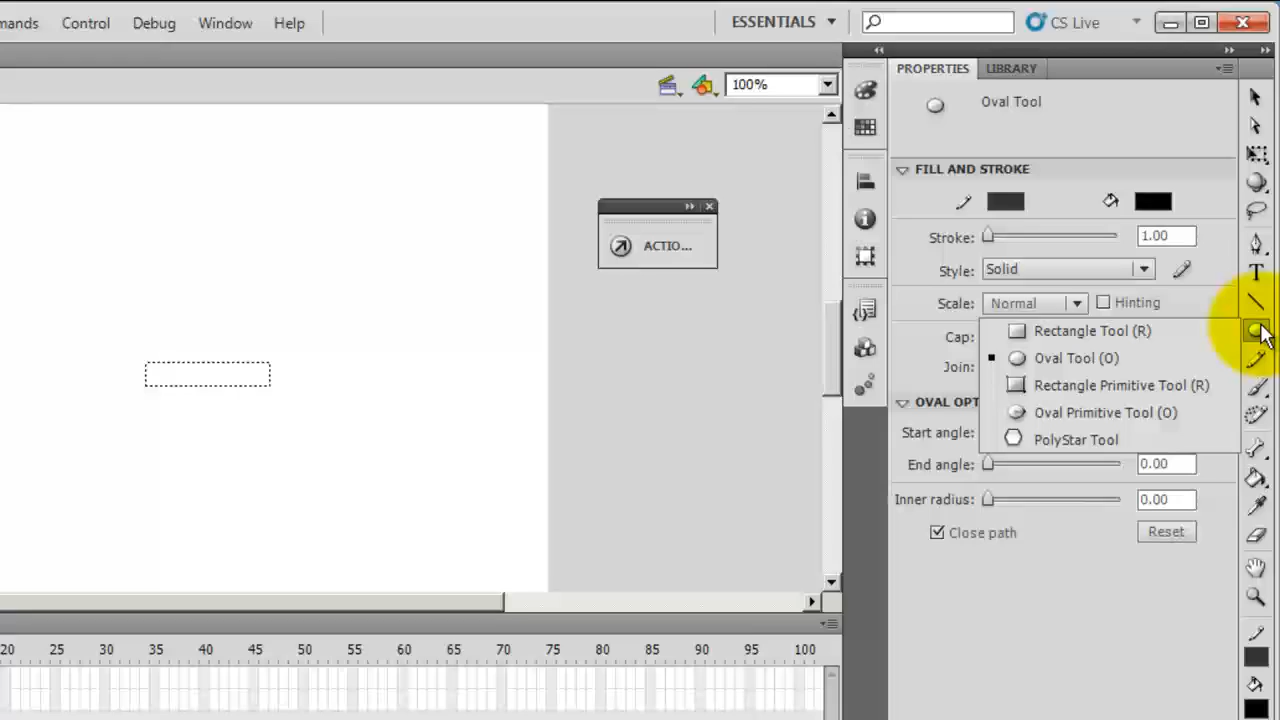 mands Control Debug Window Help ESSENTIALS CS Live
100%
PROPERTIES LIBRARY
Oval Tool
FILL AND STROKE
ACTIO...
Stroke: 1.00
Style: Solid
Scale: Normal Hinting
Cap:
Join:
Rectangle Tool (R)
Oval Tool (O)
Rectangle Primitive Tool (R)
Oval Primitive Tool (O)
PolyStar Tool
OVAL OPT
Start angle:
End angle: 0.00
Inner radius: 0.00
Close path Reset
T
20 25 30 35 40 45 50 55 60 65 70 75 80 85 90 95 100